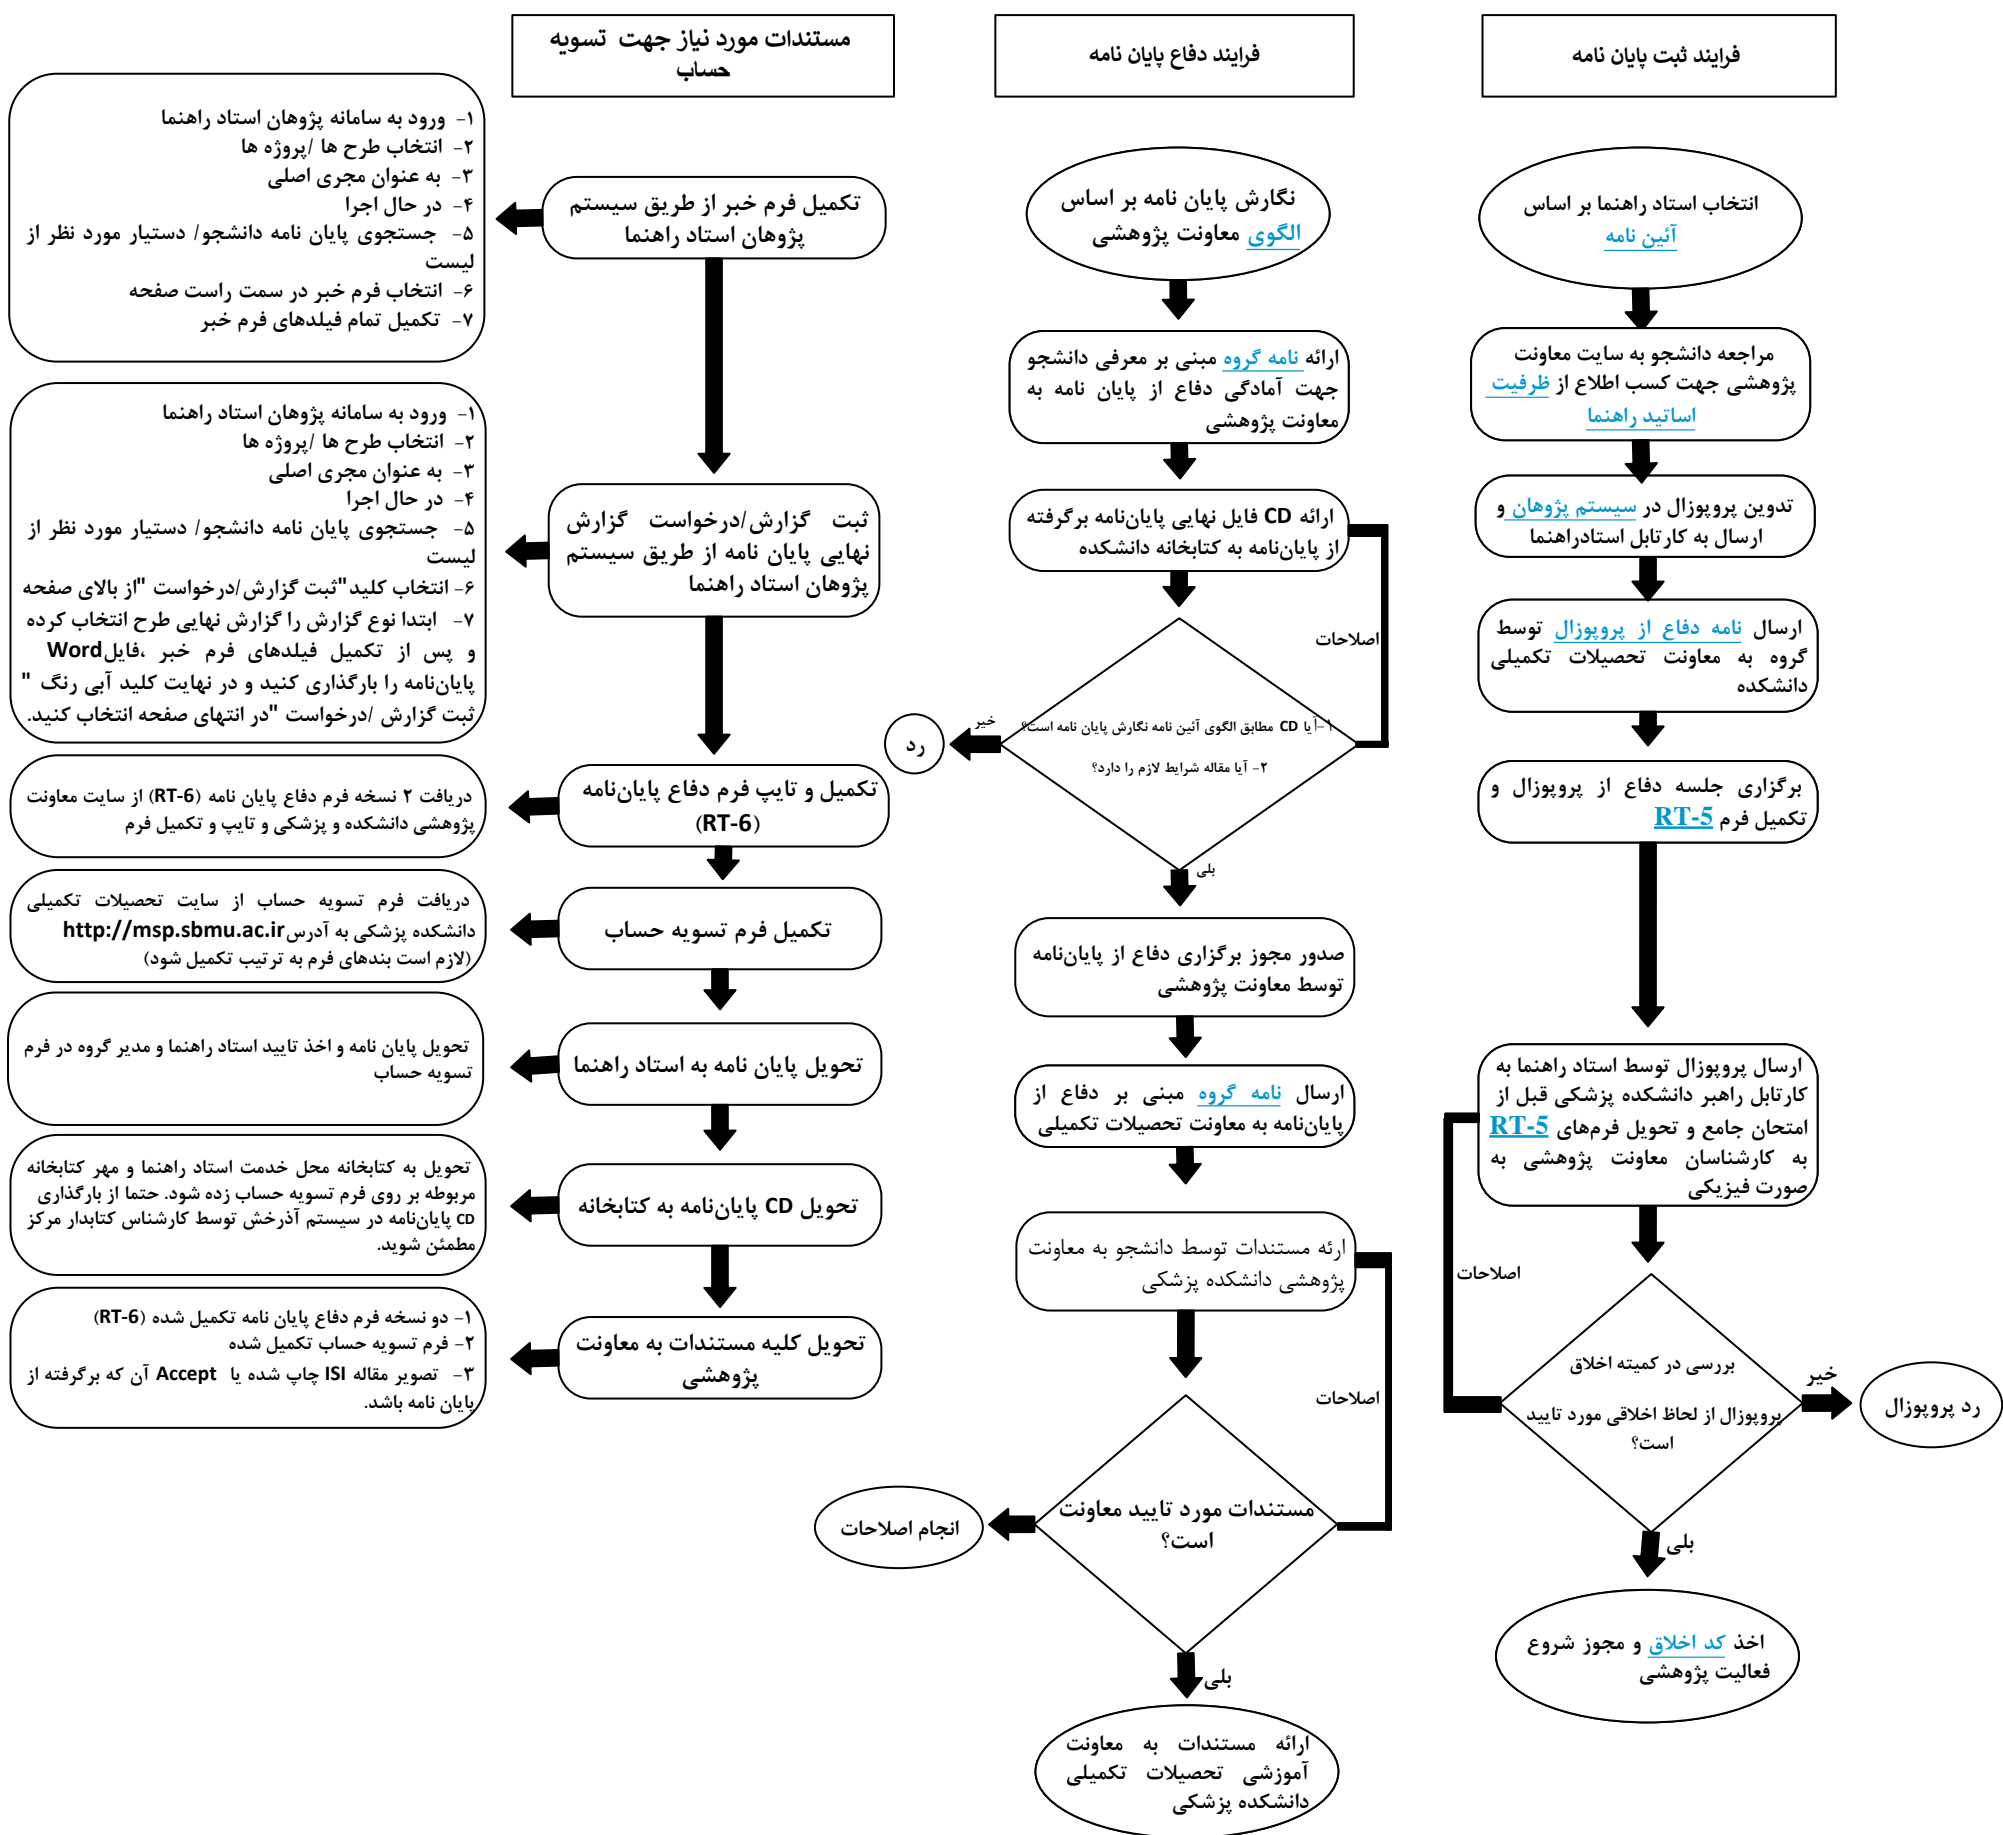 فرایند ثبت پایان نامه
انتخاب استاد راهنما بر اساس
آئین نامه
مراجعه دانشجو به سایت معاونت
پژوهشی جهت کسب اطلاع از ظرفیت
اساتید راهنما
تدوین پروپوزال در سیستم پژوهان و
ارسال به کارتابل استادراهنما
ارسال نامه دفاع از پروپوزال توسط
گروه به معاونت تحصیلات تکمیلی
دانشکده
برگزاری جلسه دفاع از پروپوزال و
تکمیل فرم RT-5
ارسال پروپوزال توسط استاد راهنما به
کارتابل راهبر دانشکده پزشکی قبل از
امتحان جامع و تحویل فرم‌های RT-5
به کارشناسان معاونت پژوهشی به
صورت فیزیکی
اصلاحات
بررسی در کمیته اخلاق
پروپوزال از لحاظ اخلاقی مورد تایید
است؟
خیر
رد پروپوزال
بلی
اخذ کد اخلاق و مجوز شروع
فعالیت پژوهشی
فرایند دفاع پایان نامه
نگارش پایان نامه بر اساس
الگوی معاونت پژوهشی
ارائه نامه گروه مبنی بر معرفی دانشجو
جهت آمادگی دفاع از پایان نامه به
معاونت پژوهشی
ارائه CD فایل نهایی پایان‌نامه برگرفته
از پایان‌نامه به کتابخانه دانشکده
اصلاحات
۱-آیا CD مطابق الگوی آئین نامه نگارش پایان نامه است؟
۲- آیا مقاله شرایط لازم را دارد؟
خیر
رد
بلی
صدور مجوز برگزاری دفاع از پایان‌نامه
توسط معاونت پژوهشی
ارسال نامه گروه مبنی بر دفاع از
پایان‌نامه به معاونت تحصیلات تکمیلی
ارئه مستندات توسط دانشجو به معاونت
پژوهشی دانشکده پزشکی
اصلاحات
مستندات مورد تایید معاونت
است؟
انجام اصلاحات
بلی
ارائه مستندات به معاونت
آموزشی تحصیلات تکمیلی
دانشکده پزشکی
مستندات مورد نیاز جهت تسویه
حساب
تکمیل فرم خبر از طریق سیستم
پژوهان استاد راهنما
۱- ورود به سامانه پژوهان استاد راهنما
۲- انتخاب طرح ها /پروژه ها
۳- به عنوان مجری اصلی
۴- در حال اجرا
۵- جستجوی پایان نامه دانشجو/ دستیار مورد نظر از
لیست
۶- انتخاب فرم خبر در سمت راست صفحه
۷- تکمیل تمام فیلدهای فرم خبر
ثبت گزارش/درخواست گزارش
نهایی پایان نامه از طریق سیستم
پژوهان استاد راهنما
۱- ورود به سامانه پژوهان استاد راهنما
۲- انتخاب طرح ها /پروژه ها
۳- به عنوان مجری اصلی
۴- در حال اجرا
۵- جستجوی پایان نامه دانشجو/ دستیار مورد نظر از
لیست
۶- انتخاب کلید"ثبت گزارش/درخواست "از بالای صفحه
۷- ابتدا نوع گزارش را گزارش نهایی طرح انتخاب کرده
و پس از تکمیل فیلدهای فرم خبر ،فایلWord
پایان‌نامه را بارگذاری کنید و در نهایت کلید آبی رنگ "
ثبت گزارش /درخواست "در انتهای صفحه انتخاب کنید.
تکمیل و تایپ فرم دفاع پایان‌نامه
(RT-6)
دریافت ۲ نسخه فرم دفاع پایان نامه (RT-6) از سایت معاونت
پژوهشی دانشکده و پزشکی و تایپ و تکمیل فرم
تکمیل فرم تسویه حساب
دریافت فرم تسویه حساب از سایت تحصیلات تکمیلی
دانشکده پزشکی به آدرسhttp://msp.sbmu.ac.ir
(لازم است بندهای فرم به ترتیب تکمیل شود)
تحویل پایان نامه به استاد راهنما
تحویل پایان نامه و اخذ تایید استاد راهنما و مدیر گروه در فرم
تسویه حساب
تحویل CD پایان‌نامه به کتابخانه
تحویل به کتابخانه محل خدمت استاد راهنما و مهر کتابخانه
مربوطه بر روی فرم تسویه حساب زده شود. حتما از بارگذاری
CD پایان‌نامه در سیستم آذرخش توسط کارشناس کتابدار مرکز
مطمئن شوید.
تحویل کلیه مستندات به معاونت
پژوهشی
۱- دو نسخه فرم دفاع پایان نامه تکمیل شده (RT-6)
۲- فرم تسویه حساب تکمیل شده
۳- تصویر مقاله ISI چاپ شده یا Accept آن که برگرفته از
پایان نامه باشد.